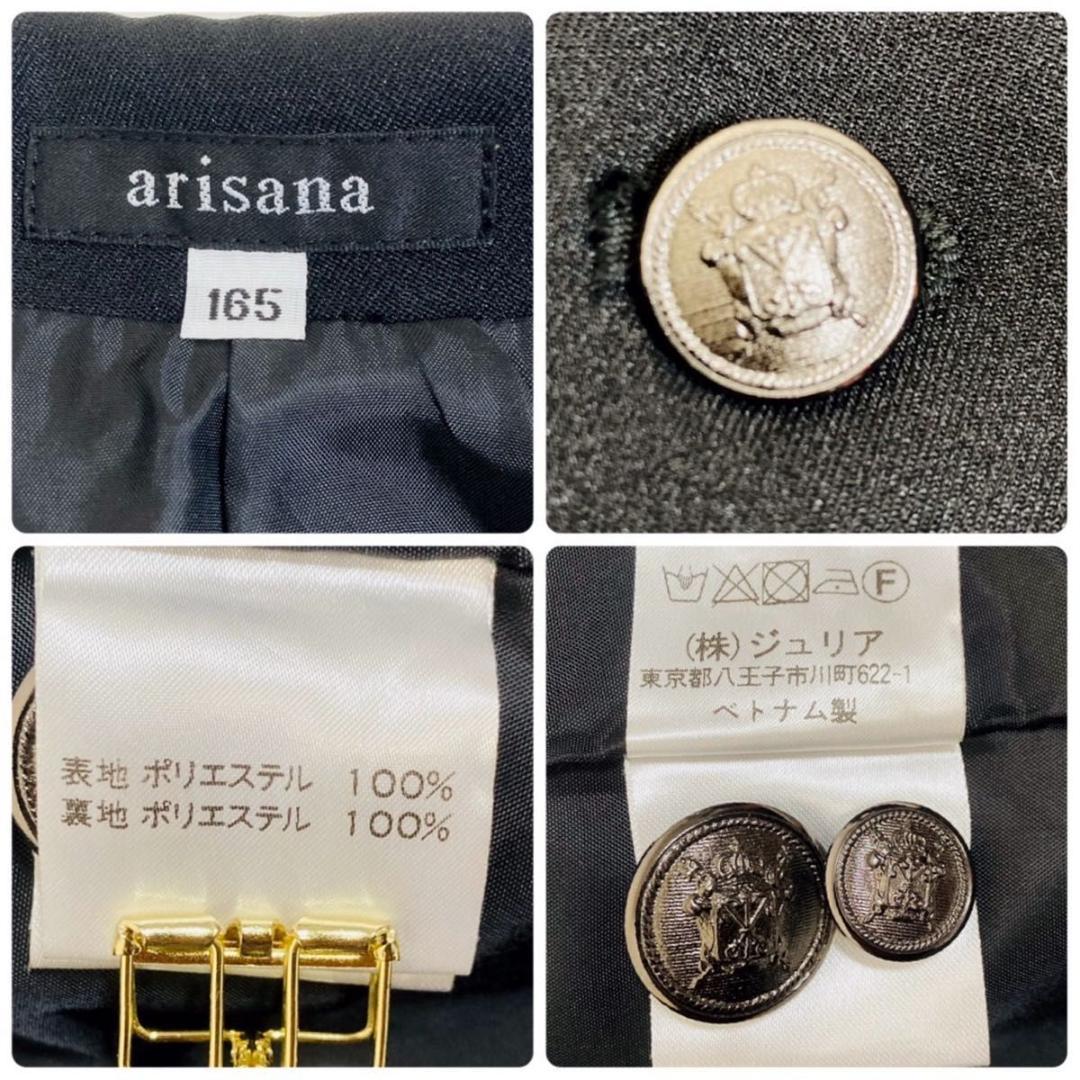 arisana
165
表地 ポリエステル 100%
裏地 ポリエステル 100%
F
(株)ジュリア
東京都八王子市川町622-1
ベトナム製